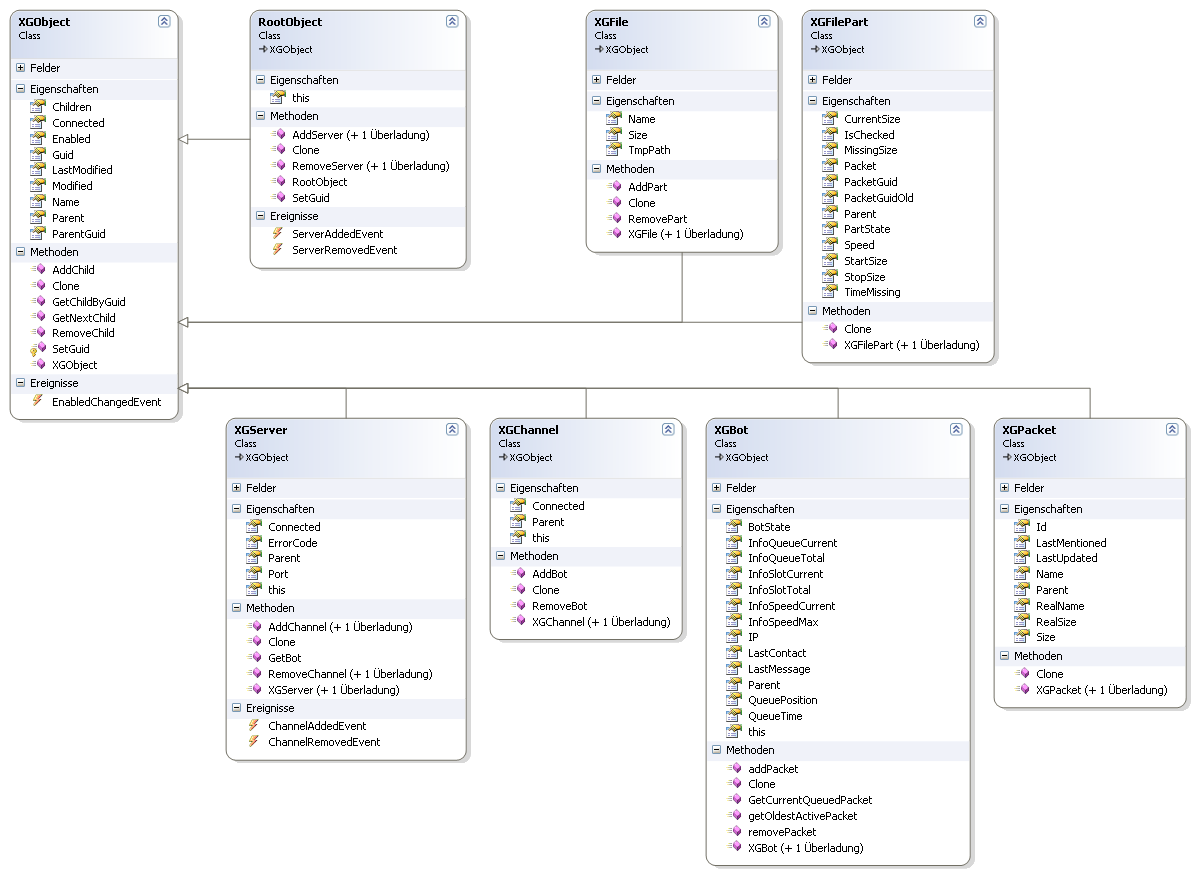 XGObject
Class
Felder
Eigenschaften
Children
Connected
Enabled
Guid
LastModified
Modified
Name
Parent
ParentGuid
Methoden
AddChild
Clone
GetChildByGuid
GetNextChild
RemoveChild
SetGuid
XGObject
Ereignisse
EnabledChangedEvent
RootObject
Class
XGObject
Eigenschaften
this
Methoden
AddServer (+ 1 Überladung)
Clone
RemoveServer (+ 1 Überladung)
RootObject
SetGuid
Ereignisse
ServerAddedEvent
ServerRemovedEvent
XGFile
Class
XGObject
Felder
Eigenschaften
Name
Size
TmpPath
Methoden
AddPart
Clone
RemovePart
XGFile (+ 1 Überladung)
XGFilePart
Class
XGObject
Felder
Eigenschaften
CurrentSize
IsChecked
MissingSize
Packet
PacketGuid
PacketGuidOld
Parent
PartState
Speed
StartSize
StopSize
TimeMissing
Methoden
Clone
XGFilePart (+ 1 Überladung)
XGServer
Class
XGObject
Felder
Eigenschaften
Connected
ErrorCode
Parent
Port
this
Methoden
AddChannel (+ 1 Überladung)
Clone
GetBot
RemoveChannel (+ 1 Überladung)
XGServer (+ 1 Überladung)
Ereignisse
ChannelAddedEvent
ChannelRemovedEvent
XGChannel
Class
XGObject
Eigenschaften
Connected
Parent
this
Methoden
AddBot
Clone
RemoveBot
XGChannel (+ 1 Überladung)
XGBot
Class
XGObject
Felder
Eigenschaften
BotState
InfoQueueCurrent
InfoQueueTotal
InfoSlotCurrent
InfoSlotTotal
InfoSpeedCurrent
InfoSpeedMax
IP
LastContact
LastMessage
Parent
QueuePosition
QueueTime
this
Methoden
addPacket
Clone
GetCurrentQueuedPacket
getOldestActivePacket
removePacket
XGBot (+ 1 Überladung)
XGPacket
Class
XGObject
Felder
Eigenschaften
Id
LastMentioned
LastUpdated
Name
Parent
RealName
RealSize
Size
Methoden
Clone
XGPacket (+ 1 Überladung)